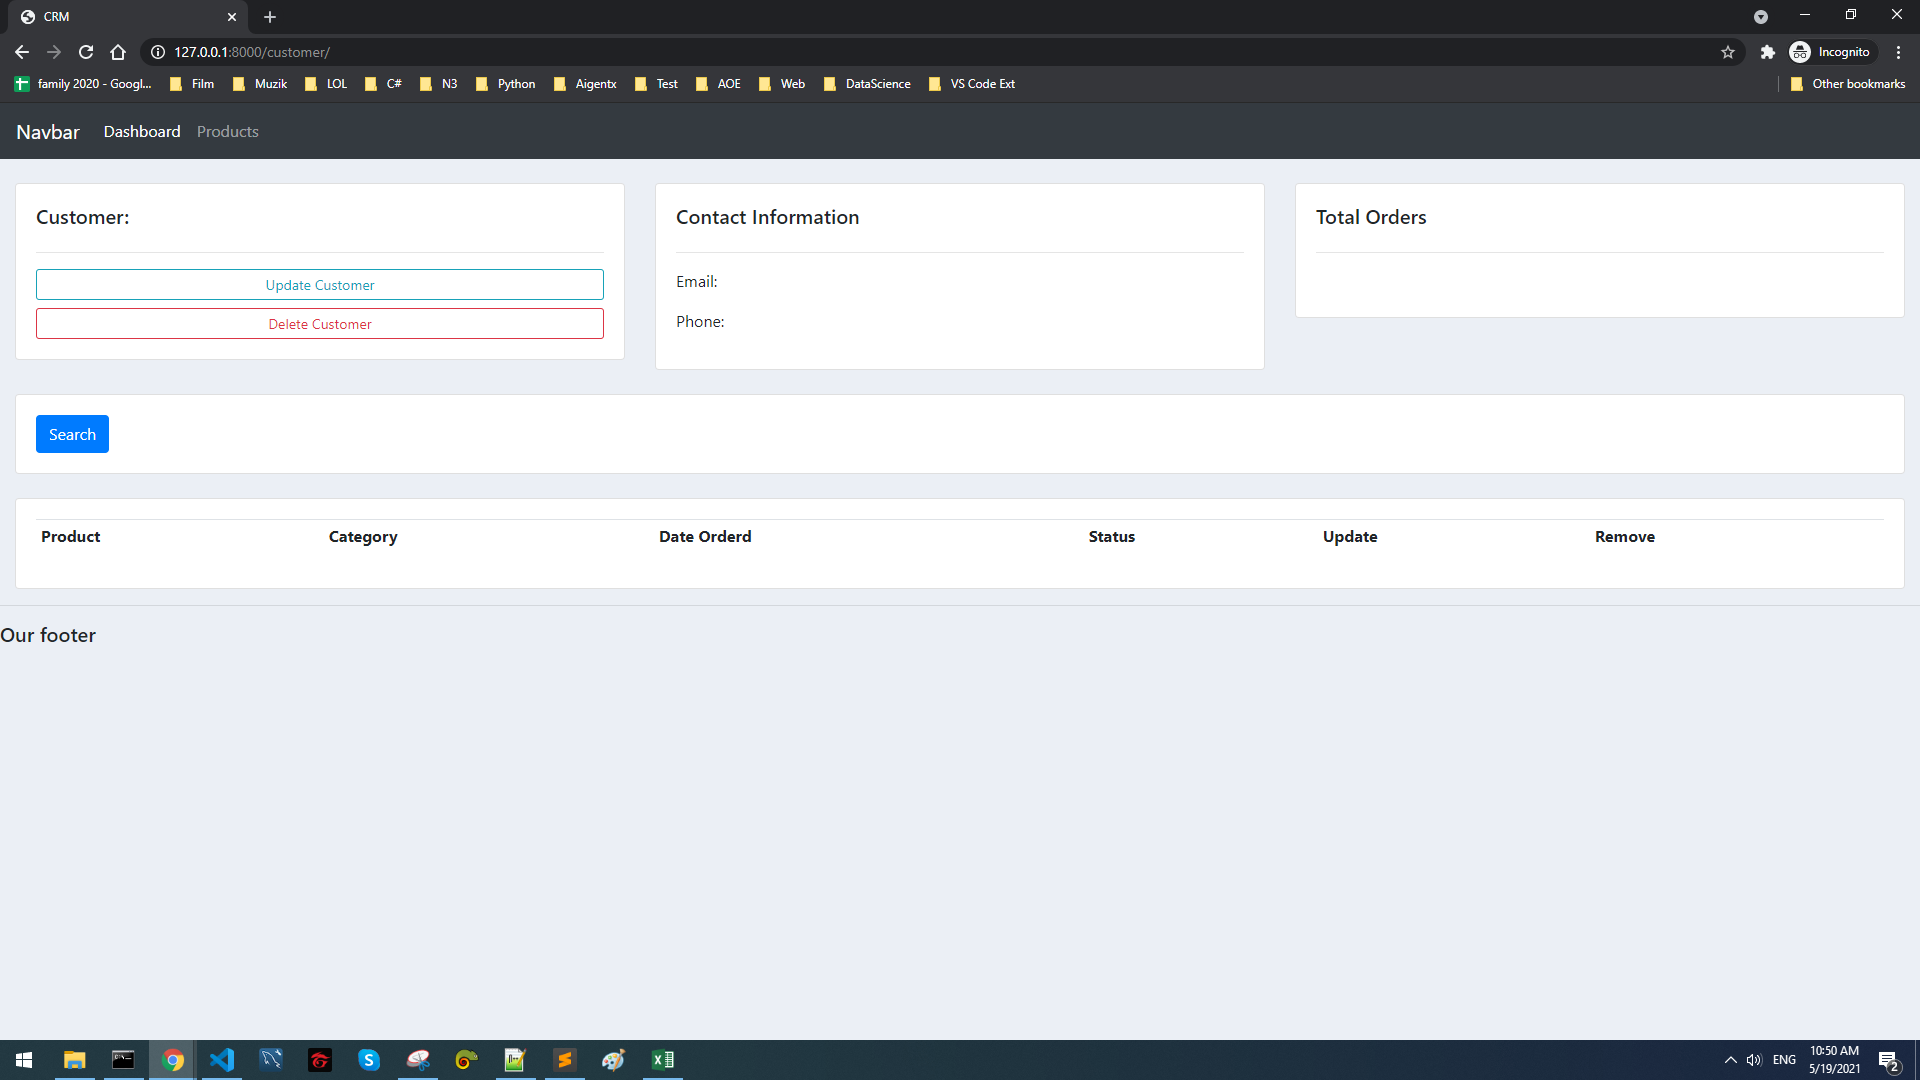 CRM
127.0.0.1:8000/customer/
Incognito
family 2020 - Googl...
Film
Muzik
LOL
C#
N3
Python
Aigentx
Test
AOE
Web
DataScience
VS Code Ext
Other bookmarks
Navbar
Dashboard
Products
Customer:
Update Customer
Delete Customer
Contact Information
Email:
Phone:
Total Orders
Search
Product Category Date Orderd Status Update Remove
Our footer
ENG
10:50 AM
5/19/2021
2